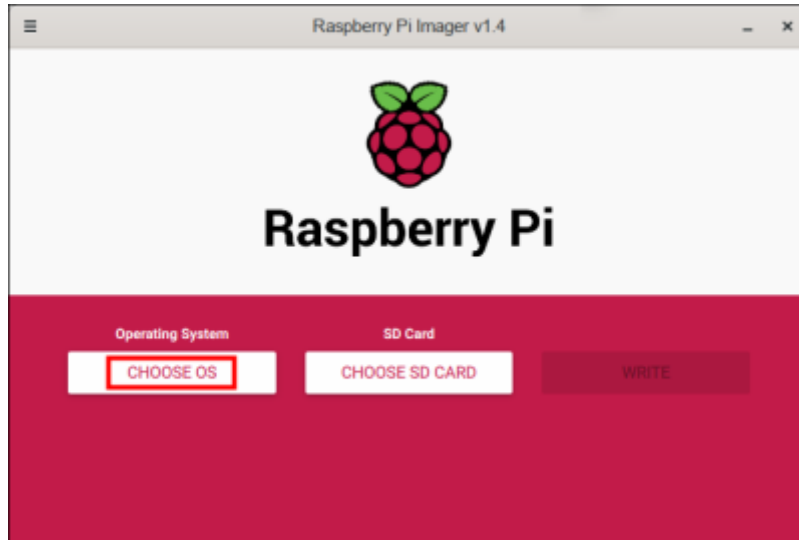 Raspberry Pi Imager v1.4
Raspberry Pi
Operating System
SD Card
CHOOSE OS
CHOOSE SD CARD
WRITE